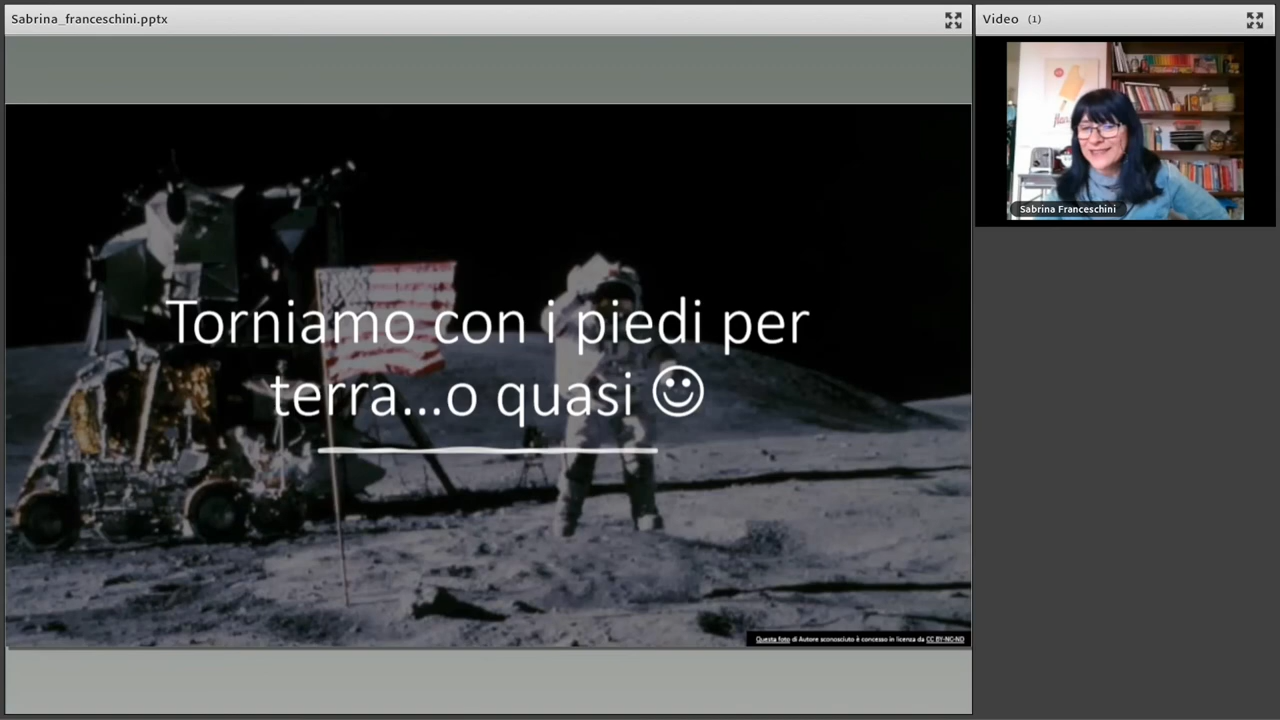 Sabrina_franceschini.pptx
Video (1)
Torniamo con i piedi per
terra...o quasi ☺
Sabrina Franceschini
Questa foto di Autore sconosciuto è concesso in licenza da CC BY-NC-ND